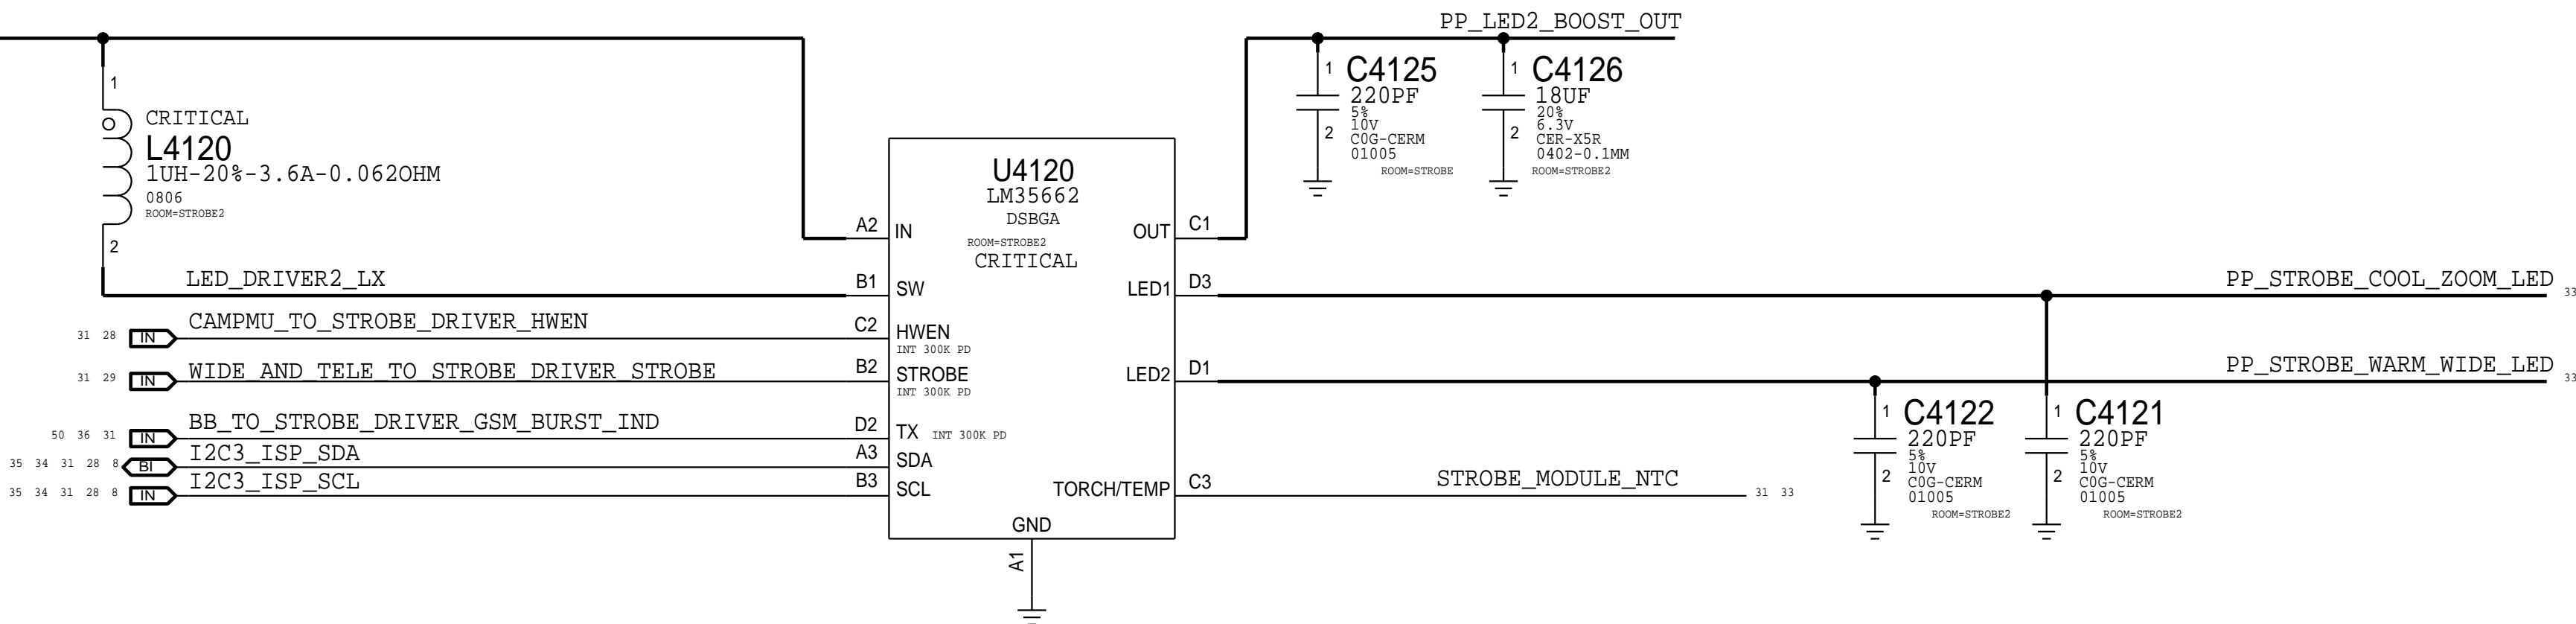 PP_LED2_BOOST_OUT
1
CRITICAL
L4120
1UH-20%-3.6A-0.062OHM
0806
ROOM=STROBE2
2
1
C4125
220PF
5%
10V
C0G-CERM
01005
ROOM=STROBE
2
1
C4126
18UF
20%
6.3V
CER-X5R
0402-0.1MM
ROOM=STROBE2
2
U4120
LM35662
DSBGA
ROOM=STROBE2
CRITICAL
A2 IN
OUT C1
LED_DRIVER2_LX
B1 SW
LED1 D3
PP_STROBE_COOL_ZOOM_LED
33
31 28 IN CAMPMU_TO_STROBE_DRIVER_HWEN
C2 HWEN
INT 300K PD
31 29 IN WIDE_AND_TELE_TO_STROBE_DRIVER_STROBE
B2 STROBE
INT 300K PD
LED2 D1
PP_STROBE_WARM_WIDE_LED
33
50 36 31 IN BB_TO_STROBE_DRIVER_GSM_BURST_IND
D2 TX INT 300K PD
35 34 31 28 8 BI I2C3_ISP_SDA
A3 SDA
35 34 31 28 8 IN I2C3_ISP_SCL
B3 SCL
TORCH/TEMP C3
STROBE_MODULE_NTC
31 33
GND
A1
1
C4122
220PF
5%
10V
C0G-CERM
01005
ROOM=STROBE2
2
1
C4121
220PF
5%
10V
C0G-CERM
01005
ROOM=STROBE2
2